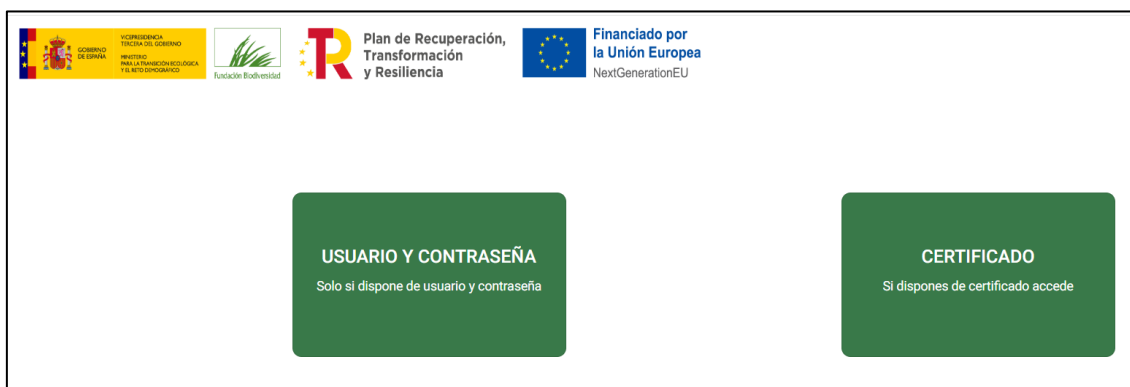 GOBIERNO
DE ESPAÑA
VICEPRESIDENCIA
TERCERA DEL GOBIERNO
MINISTERIO
PARA LA TRANSICIÓN ECOLÓGICA
Y EL RETO DEMOGRÁFICO
Fundación Biodiversidad
Plan de Recuperación,
Transformación
y Resiliencia
Financiado por
la Unión Europea
NextGenerationEU
USUARIO Y CONTRASEÑA
Solo si dispone de usuario y contraseña
CERTIFICADO
Si dispones de certificado accede